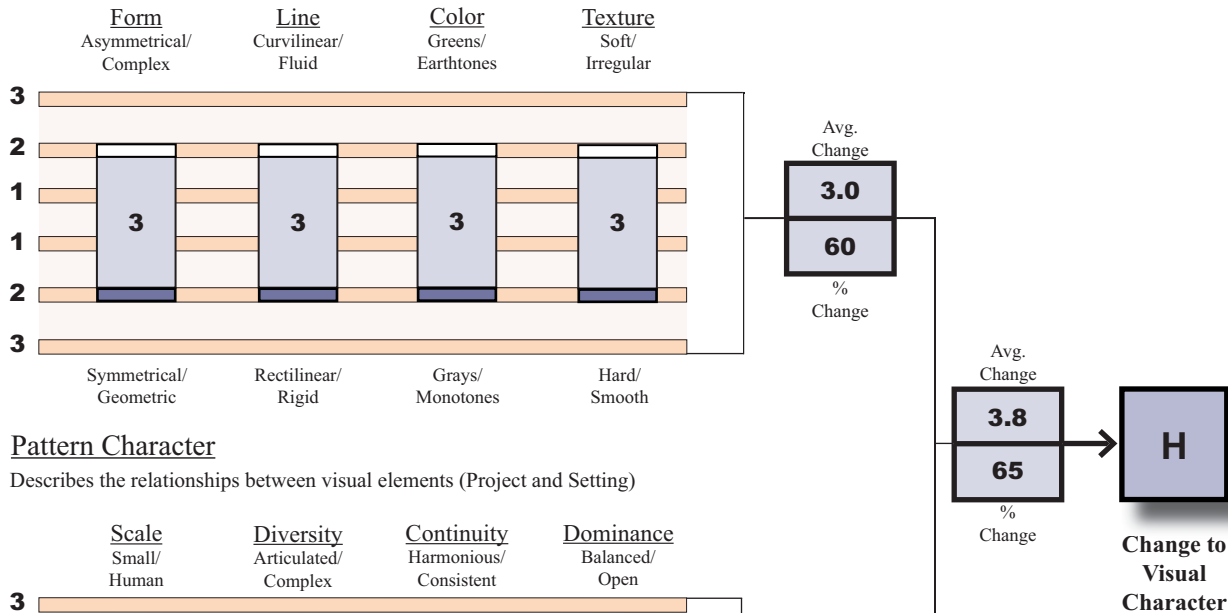 Form Line Color Texture
Asymmetrical/ Curvilinear/ Greens/ Soft/
Complex Fluid Earthtones Irregular
3
2
1
3 3 3 3
1
2
3
Symmetrical/ Rectilinear/ Grays/ Hard/
Geometric Rigid Monotones Smooth
Avg.
Change
3.0
60
%
Change
Avg.
Change
3.8
65
%
Change
H
Change to
Visual
Character
Pattern Character
Describes the relationships between visual elements (Project and Setting)
Scale Diversity Continuity Dominance
Small/ Articulated/ Harmonious/ Balanced/
Human Complex Consistent Open
3